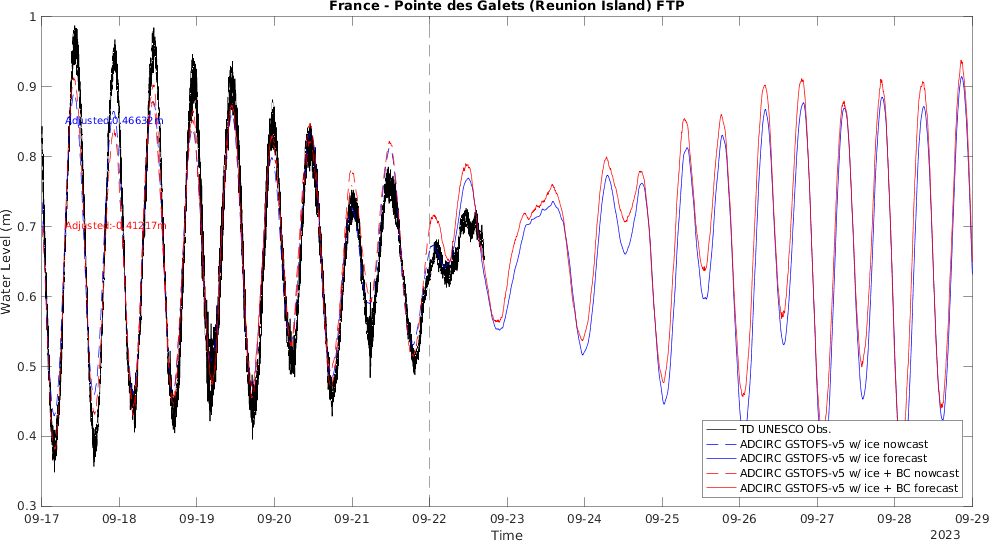 France - Pointe des Galets (Reunion Island) FTP
1
0.9
0.8
0.7
0.6
0.5
0.4
0.3
Water Level (m)
Adjusted:0.46632m
Adjusted:-0.41217m
TD UNESCO Obs.
ADCIRC GSTOFS-v5 w/ ice nowcast
ADCIRC GSTOFS-v5 w/ ice forecast
ADCIRC GSTOFS-v5 w/ ice + BC nowcast
ADCIRC GSTOFS-v5 w/ ice + BC forecast
09-17 09-18 09-19 09-20 09-21 09-22 09-23 09-24 09-25 09-26 09-27 09-28 09-29
Time
2023